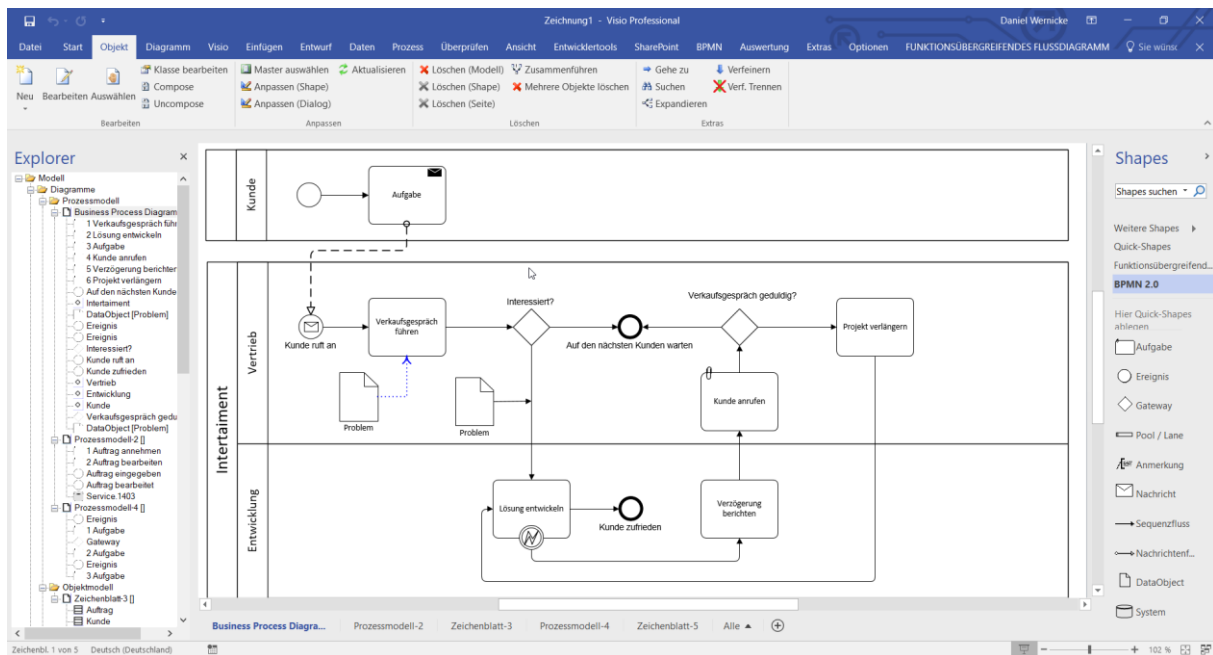 Zeichnung1 - Visio Professional
Daniel Wernicke
Datei Start Objekt Diagramm Visio Einfügen Entwurf Daten Prozess Überprüfen Ansicht Entwicklertools SharePoint BPMN Auswertung Extras Optionen FUNKTIONSÜBERGREIFENDES FLUSSDIAGRAMM Sie wünsc
Neu
Bearbeiten
Auswählen
Klasse bearbeiten
Compose
Uncompose
Bearbeiten
Master auswählen
Aktualisieren
Anpassen (Shape)
Anpassen (Dialog)
Anpassen
Löschen (Modell)
Zusammenführen
Löschen (Shape)
Mehrere Objekte löschen
Löschen (Seite)
Löschen
Gehe zu
Verfeinern
Suchen
Verf. Trennen
Expandieren
Extras
Explorer
Modell
Diagramme
Prozessmodell
Business Process Diagram
1 Verkaufsgespräch führ
2 Lösung entwickeln
3 Aufgabe
4 Kunde anrufen
5 Verzögerung berichten
6 Projekt verlängern
Auf den nächsten Kunde
Intertaiment
DataObject [Problem]
Ereignis
Ereignis
Interessiert?
Kunde ruft an
Kunde zufrieden
Vertrieb
Entwicklung
Kunde
Verkaufsgespräch gedu
DataObject [Problem]
Prozessmodell-2 []
1 Auftrag annehmen
2 Auftrag bearbeiten
Auftrag eingegeben
Auftrag bearbeitet
Service.1403
Prozessmodell-4 []
Ereignis
1 Aufgabe
Gateway
2 Aufgabe
Ereignis
3 Aufgabe
Objektmodell
Zeichenblatt-3 []
Auftrag
Kunde
Kunde
Aufgabe
Intertaiment
Vertrieb
Kunde ruft an
Verkaufsgespräch
führen
Interessiert?
Auf den nächsten Kunden warten
Verkaufsgespräch geduldig?
Projekt verlängern
Problem
Problem
Kunde anrufen
Entwicklung
Lösung entwickeln
Kunde zufrieden
Verzögerung
berichten
Shapes
Shapes suchen
Weitere Shapes
Quick-Shapes
Funktionsübergreifend...
BPMN 2.0
Hier Quick-Shapes
ablegen
Aufgabe
Ereignis
Gateway
Pool / Lane
Anmerkung
Nachricht
Sequenzfluss
Nachrichtenf...
DataObject
System
Business Process Diagra... Prozessmodell-2 Zeichenblatt-3 Prozessmodell-4 Zeichenblatt-5 Alle
Zeichenbl. 1 von 5 Deutsch (Deutschland)
102 %